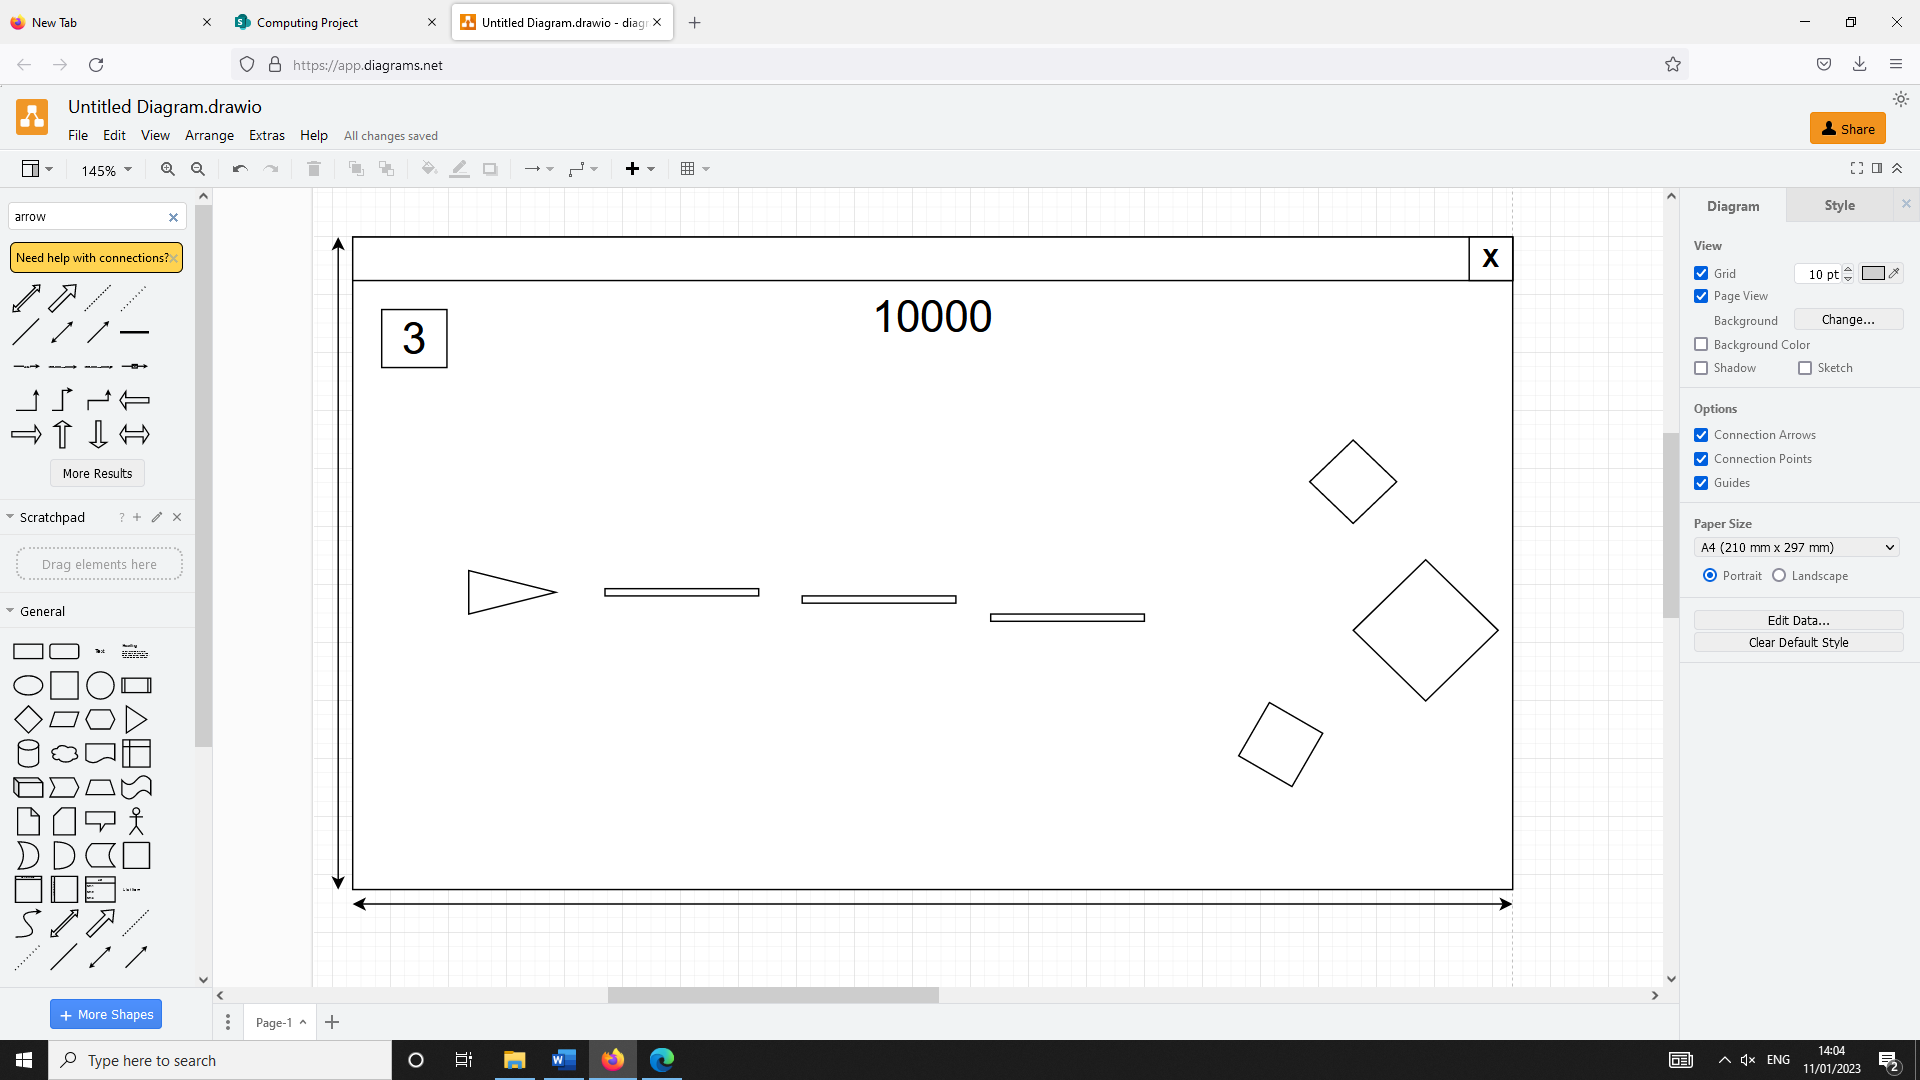 New Tab
Computing Project
Untitled Diagram.drawio - diagr
https://app.diagrams.net
Untitled Diagram.drawio
File Edit View Arrange Extras Help All changes saved
Share
145%
arrow
Need help with connections?
More Results
Scratchpad
?
Drag elements here
General
Text
Heading
More Shapes
X
10000
3
Page-1
Diagram Style
View
Grid 10 pt
Page View
Background Change...
Background Color
Shadow Sketch
Options
Connection Arrows
Connection Points
Guides
Paper Size
A4 (210 mm x 297 mm)
Portrait Landscape
Edit Data...
Clear Default Style
Type here to search
ENG
14:04
11/01/2023
2